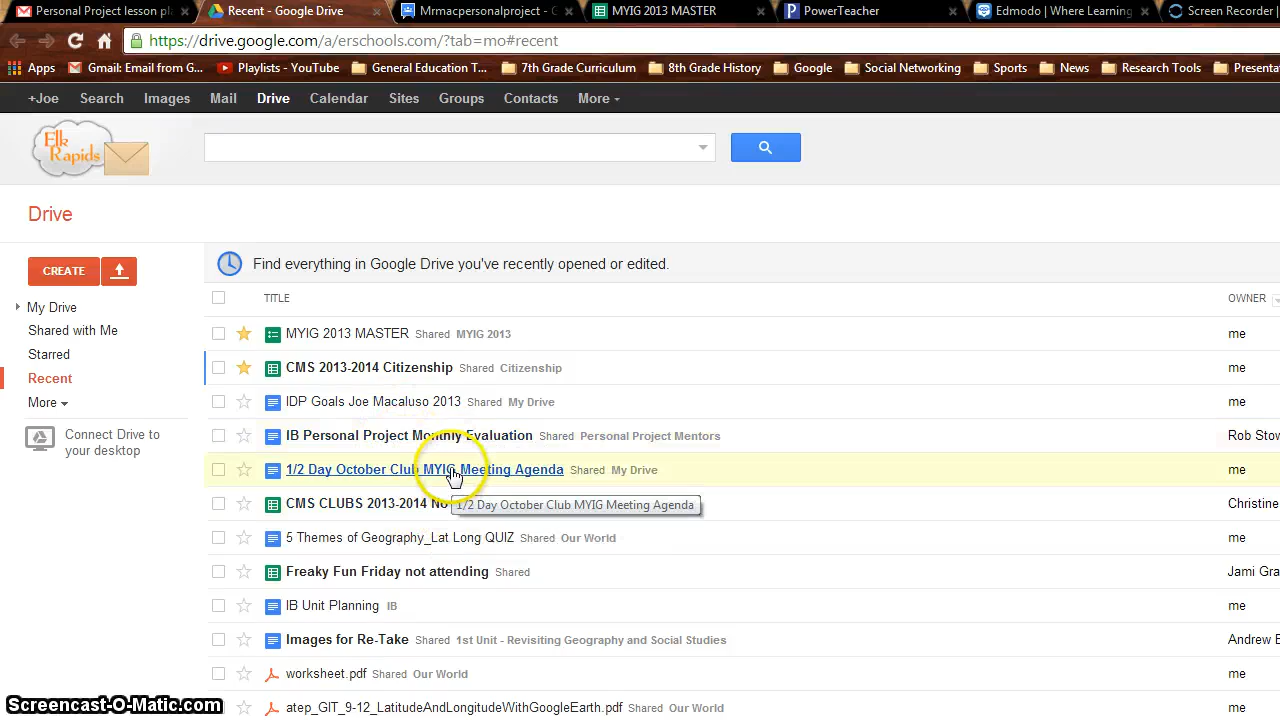 Personal Project lesson pl
Recent - Google Drive
Mrmacpersonalproject - G
MYIG 2013 MASTER
PowerTeacher
Edmodo | Where Learning
Screen Recorder
https://drive.google.com/a/erschools.com/?tab=mo#recent
Apps
Gmail: Email from G...
Playlists - YouTube
General Education T...
7th Grade Curriculum
8th Grade History
Google
Social Networking
Sports
News
Research Tools
Presenta
+Joe Search Images Mail Drive Calendar Sites Groups Contacts More
Elk
Rapids
Drive
CREATE
My Drive
Shared with Me
Starred
Recent
More
Connect Drive to
your desktop
Find everything in Google Drive you've recently opened or edited.
TITLE OWNER
MYIG 2013 MASTER Shared MYIG 2013 me
CMS 2013-2014 Citizenship Shared Citizenship me
IDP Goals Joe Macaluso 2013 Shared My Drive me
IB Personal Project Monthly Evaluation Shared Personal Project Mentors Rob Stow
1/2 Day October Club MYIG Meeting Agenda Shared My Drive me
CMS CLUBS 2013-2014 No Christine
1/2 Day October Club MYIG Meeting Agenda
5 Themes of Geography_Lat Long QUIZ Shared Our World me
Freaky Fun Friday not attending Shared Jami Gra
IB Unit Planning IB me
Images for Re-Take Shared 1st Unit - Revisiting Geography and Social Studies Andrew E
worksheet.pdf Shared Our World me
atep_GIT_9-12_LatitudeAndLongitudeWithGoogleEarth.pdf Shared Our World me
Screencast-O-Matic.com